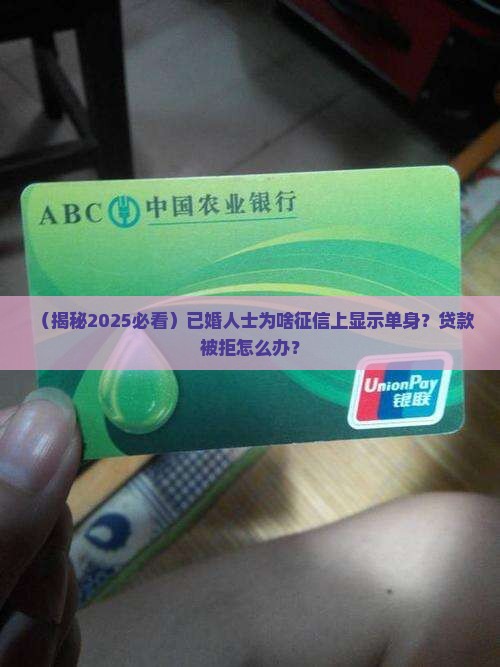 ABC 中国农业银行
（揭秘2025必看）已婚人士为啥征信上显示单身？贷款
被拒怎么办？
UnionPay
银联